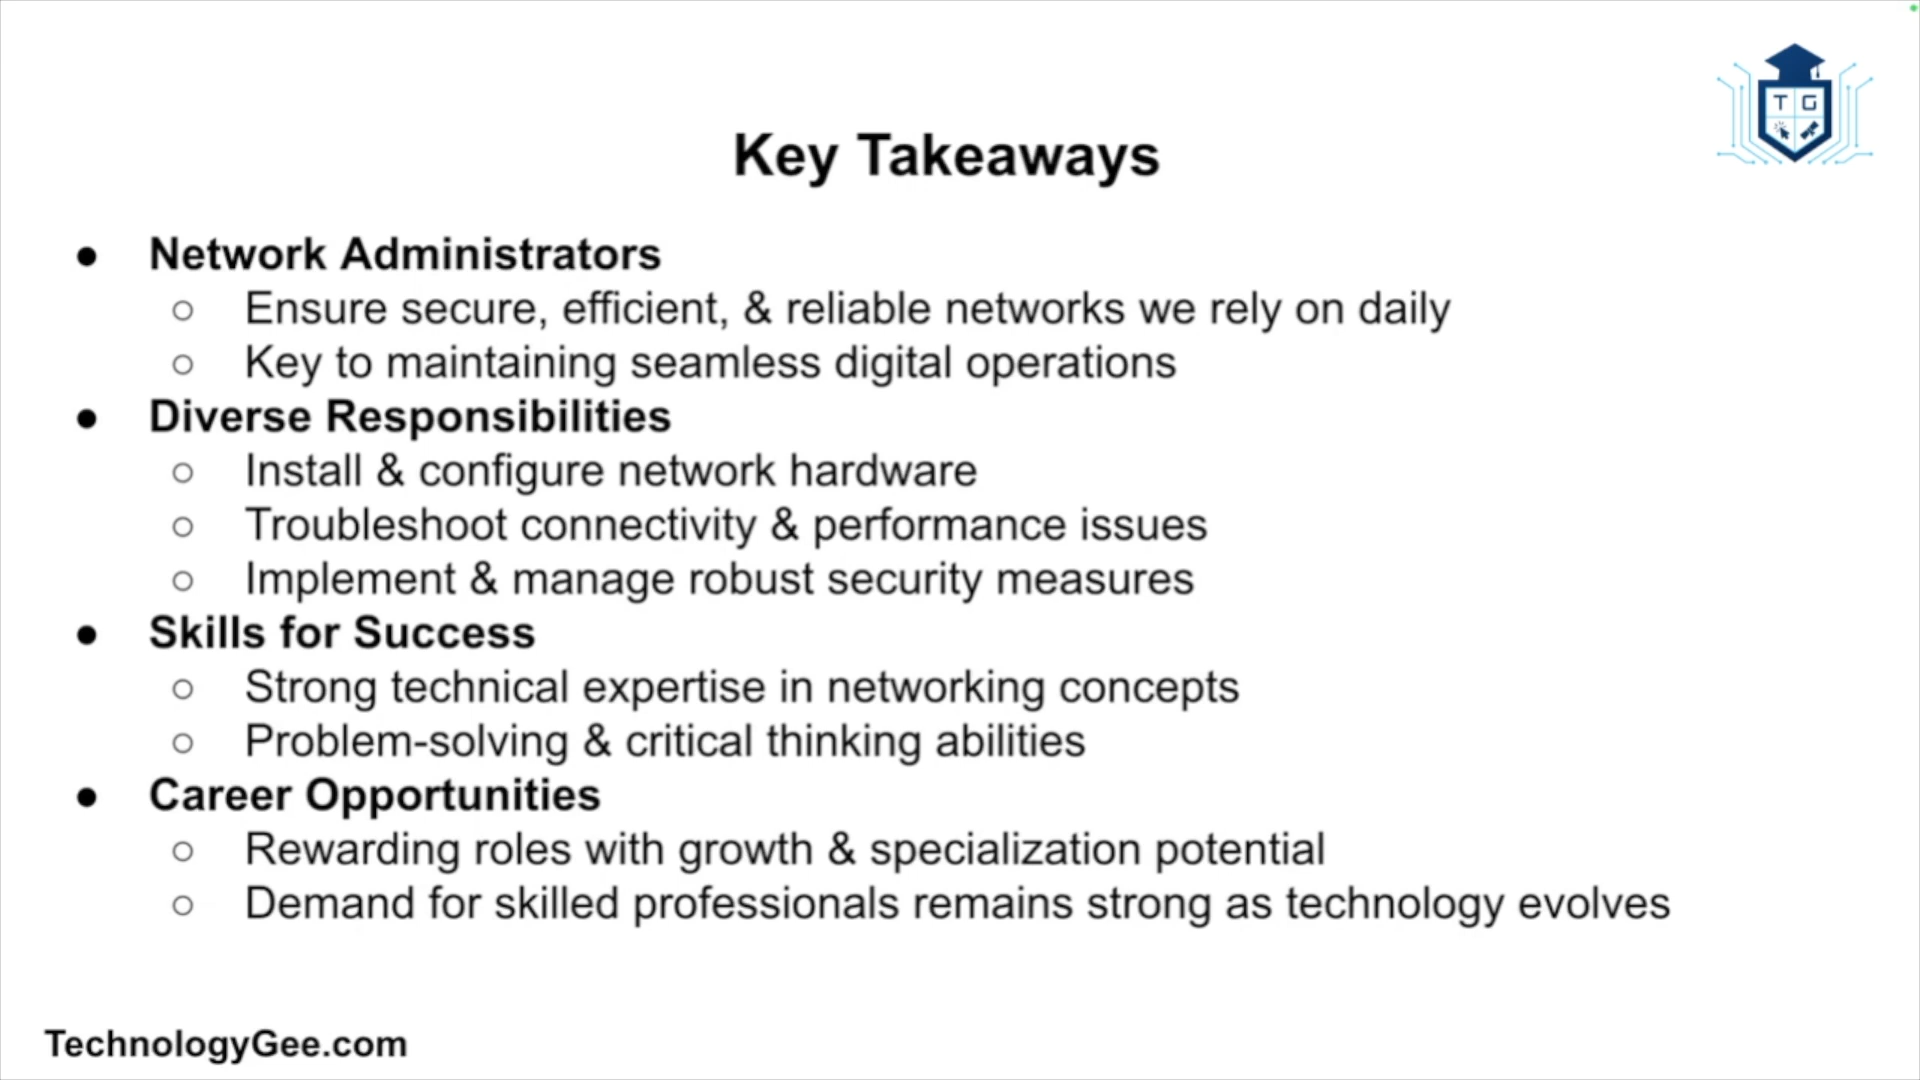 T G
Key Takeaways
● Network Administrators
○ Ensure secure, efficient, & reliable networks we rely on daily
○ Key to maintaining seamless digital operations
● Diverse Responsibilities
○ Install & configure network hardware
○ Troubleshoot connectivity & performance issues
○ Implement & manage robust security measures
● Skills for Success
○ Strong technical expertise in networking concepts
○ Problem-solving & critical thinking abilities
● Career Opportunities
○ Rewarding roles with growth & specialization potential
○ Demand for skilled professionals remains strong as technology evolves
TechnologyGee.com